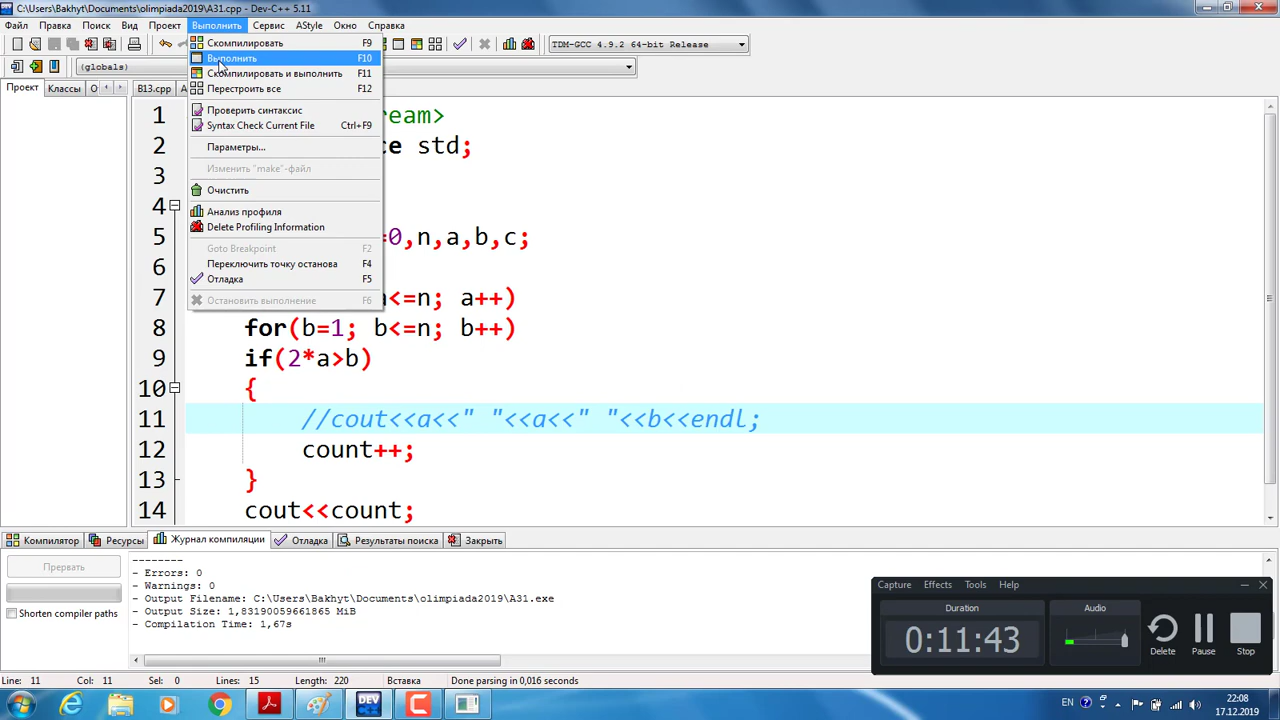 C:\Users\Bakhyt\Documents\olimpiada2019\A31.cpp - Dev-C++ 5.11
Файл Правка Поиск Вид Проект Выполнить Сервис AStyle Окно Справка
TDM-GCC 4.9.2 64-bit Release
(globals)
Проект Классы О B13.cpp A
Скомпилировать F9
Выполнить F10
Скомпилировать и выполнить F11
Перестроить все F12
Проверить синтаксис
Syntax Check Current File Ctrl+F9
Параметры...
Изменить "make"-файл
Очистить
Анализ профиля
Delete Profiling Information
Goto Breakpoint F2
Переключить точку останова F4
Отладка F5
Остановить выполнение F6
1 ream>
2 ce std;
3
4
5 =0,n,a,b,c;
6
7 a<=n; a++)
8 for(b=1; b<=n; b++)
9 if(2*a>b)
10 {
11 //cout<<a<<" "<<a<<" "<<b<<endl;
12 count++;
13 }
14 cout<<count;
Компилятор Ресурсы Журнал компиляции Отладка Результаты поиска Закрыть
Прервать
Shorten compiler paths
--------
- Errors: 0
- Warnings: 0
- Output Filename: C:\Users\Bakhyt\Documents\olimpiada2019\A31.exe
- Output Size: 1,83190059661865 MiB
- Compilation Time: 1,67s
Capture Effects Tools Help
Duration Audio
0:11:43
Delete Pause Stop
Line: 11 Col: 11 Sel: 0 Lines: 15 Length: 220 Вставка Done parsing in 0,016 seconds
DEV
EN 22:08
17.12.2019